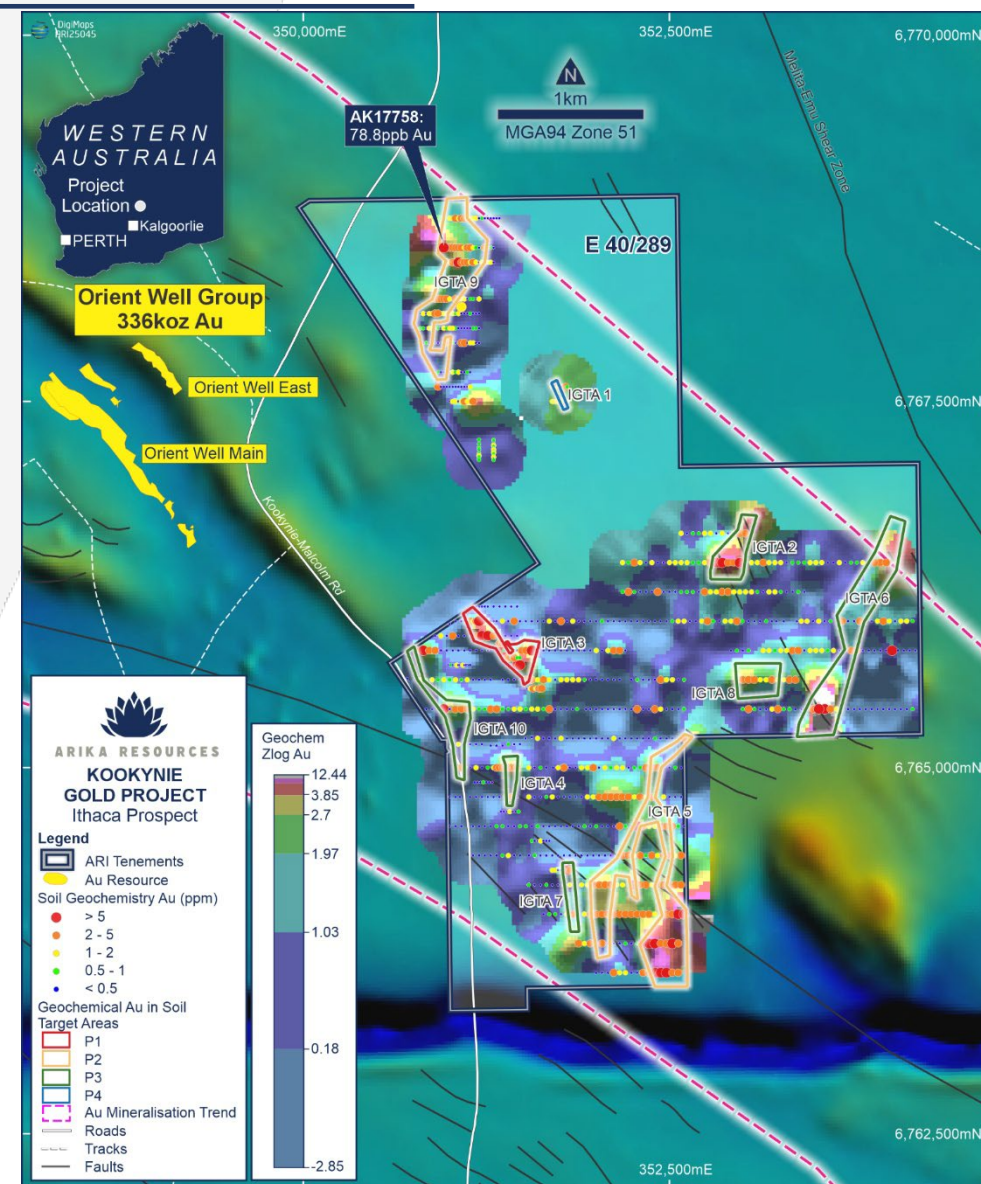 DigiMaps
ARI25045
350,000mE
352,500mE
6,770,000mN
WESTERN
AUSTRALIA
Project
Location
Kalgoorlie
PERTH
AK17758:
78.8ppb Au
N
1km
MGA94 Zone 51
Melita-Emu Shear Zone
E 40/289
IGTA 9
Orient Well Group
336koz Au
Orient Well East
Orient Well Main
IGTA 1
6,767,500mN
Kookynie-Malcolm Rd
IGTA 2
IGTA 6
IGTA 3
IGTA 8
IGTA 10
IGTA 4
IGTA 5
IGTA 7
6,765,000mN
6,762,500mN
352,500mE
ARIKA RESOURCES
KOOKYNIE
GOLD PROJECT
Ithaca Prospect
Legend
ARI Tenements
Au Resource
Soil Geochemistry Au (ppm)
> 5
2 - 5
1 - 2
0.5 - 1
< 0.5
Geochemical Au in Soil
Target Areas
P1
P2
P3
P4
Au Mineralisation Trend
Roads
Tracks
Faults
Geochem
Zlog Au
12.44
3.85
2.7
1.97
1.03
0.18
-2.85